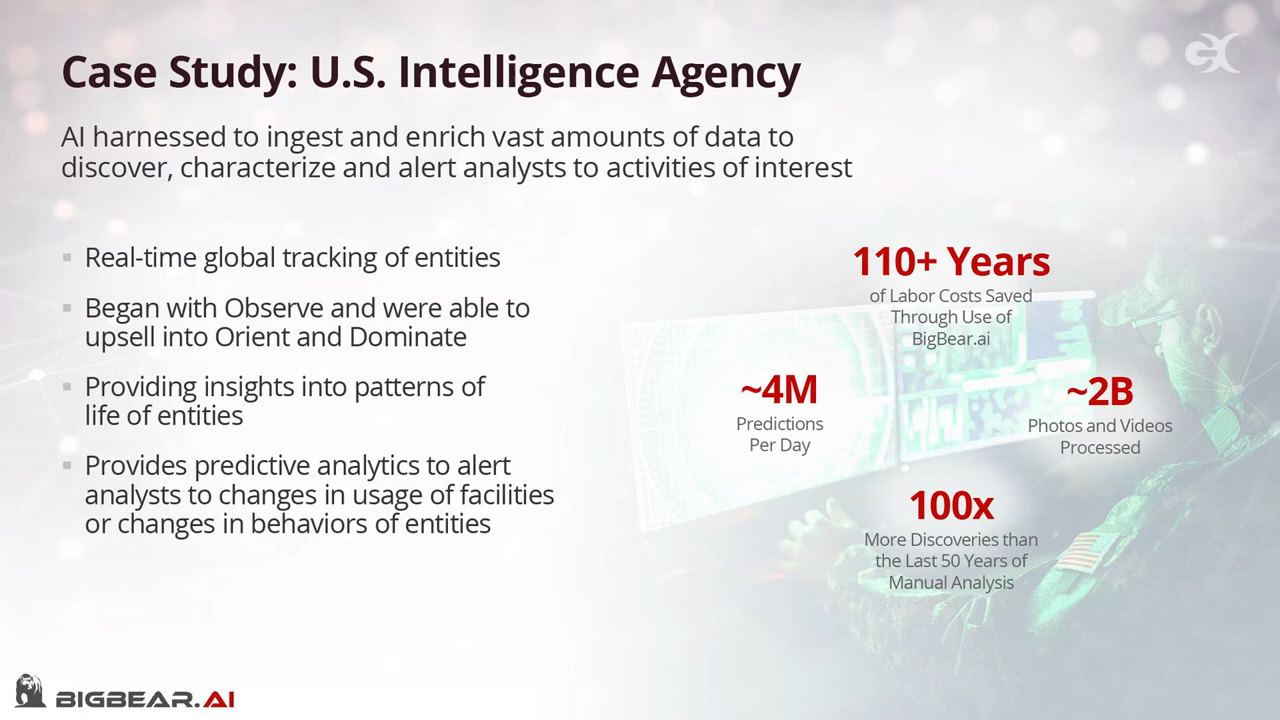 Case Study: U.S. Intelligence Agency
AI harnessed to ingest and enrich vast amounts of data to
discover, characterize and alert analysts to activities of interest
Real-time global tracking of entities
Began with Observe and were able to
upsell into Orient and Dominate
Providing insights into patterns of
life of entities
Provides predictive analytics to alert
analysts to changes in usage of facilities
or changes in behaviors of entities
110+ Years
of Labor Costs Saved
Through Use of
BigBear.ai
~4M
Predictions
Per Day
~2B
Photos and Videos
Processed
100x
More Discoveries than
the Last 50 Years of
Manual Analysis
BIGBEAR.AI